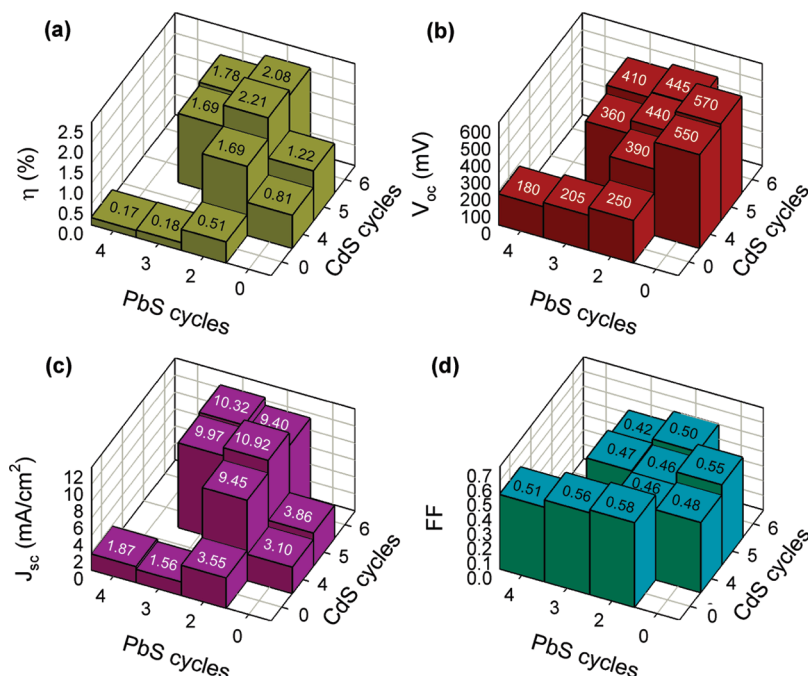 (a)
1.78 2.08
1.69 2.21
1.69 1.22
0.17 0.18 0.51 0.81
2.5
2.0
1.5
1.0
0.5
0.0
η (%)
4 3 2 0
PbS cycles
0 4 5 6
CdS cycles
(b)
410 445 570
360 440 550
390
180 205 250
600
500
400
300
200
100
0
Voc (mV)
4 3 2 0
PbS cycles
0 4 5 6
CdS cycles
(c)
10.32 9.40
9.97 10.92
9.45 3.86
1.87 1.56 3.55 3.10
12
10
8
6
4
2
0
Jsc (mA/cm²)
4 3 2 0
PbS cycles
0 4 5 6
CdS cycles
(d)
0.42 0.50
0.47 0.46 0.55
0.46
0.51 0.56 0.58 0.48
0.7
0.6
0.5
0.4
0.3
0.2
0.1
0.0
FF
4 3 2 0
PbS cycles
0 4 5 6
CdS cycles